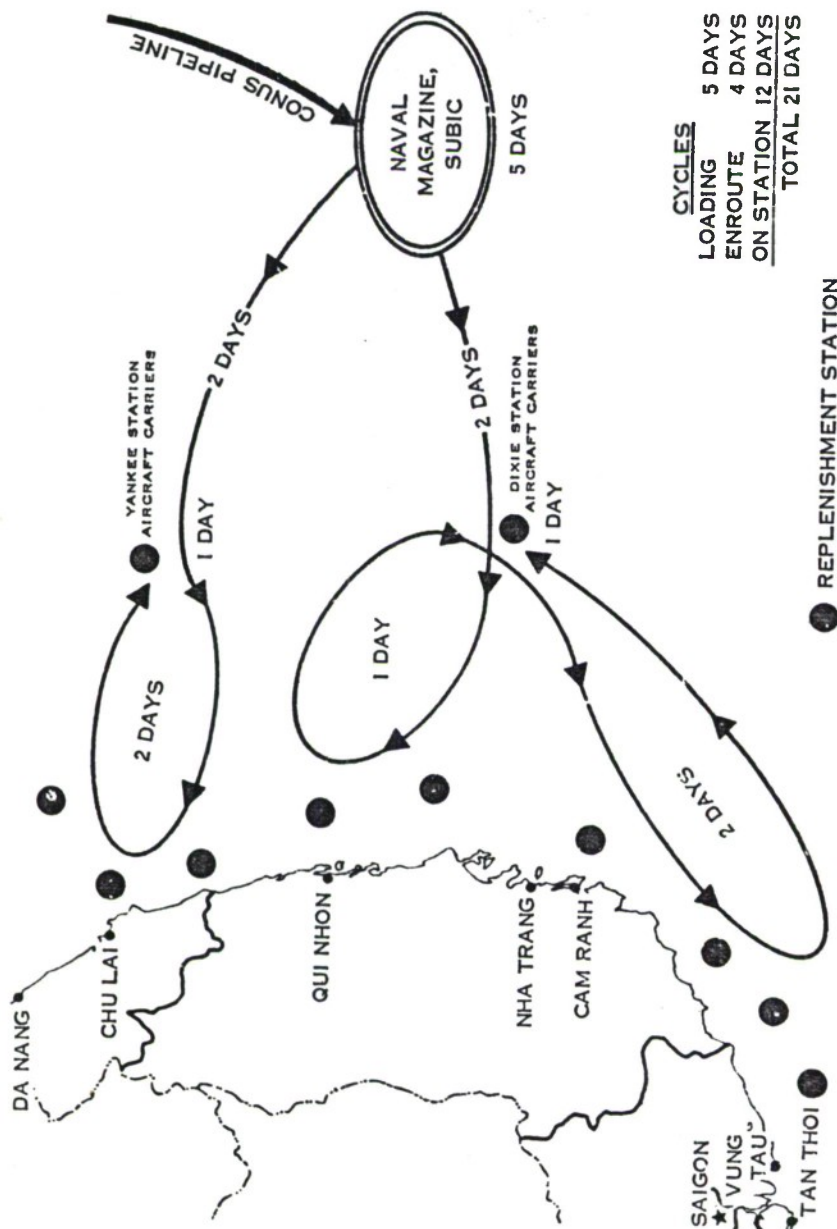 CONUS PIPELINE
NAVAL
MAGAZINE,
SUBIC
5 DAYS
2 DAYS
YANKEE STATION
AIRCRAFT CARRIERS
1 DAY
2 DAYS
2 DAYS
DIXIE STATION
AIRCRAFT CARRIERS
1 DAY
1 DAY
2 DAYS
DA NANG
CHU LAI
QUI NHON
NHA TRANG
CAM RANH
SAIGON
VUNG
TAU
TAN THOI
CYCLES
LOADING 5 DAYS
ENROUTE 4 DAYS
ON STATION 12 DAYS
TOTAL 21 DAYS
REPLENISHMENT STATION